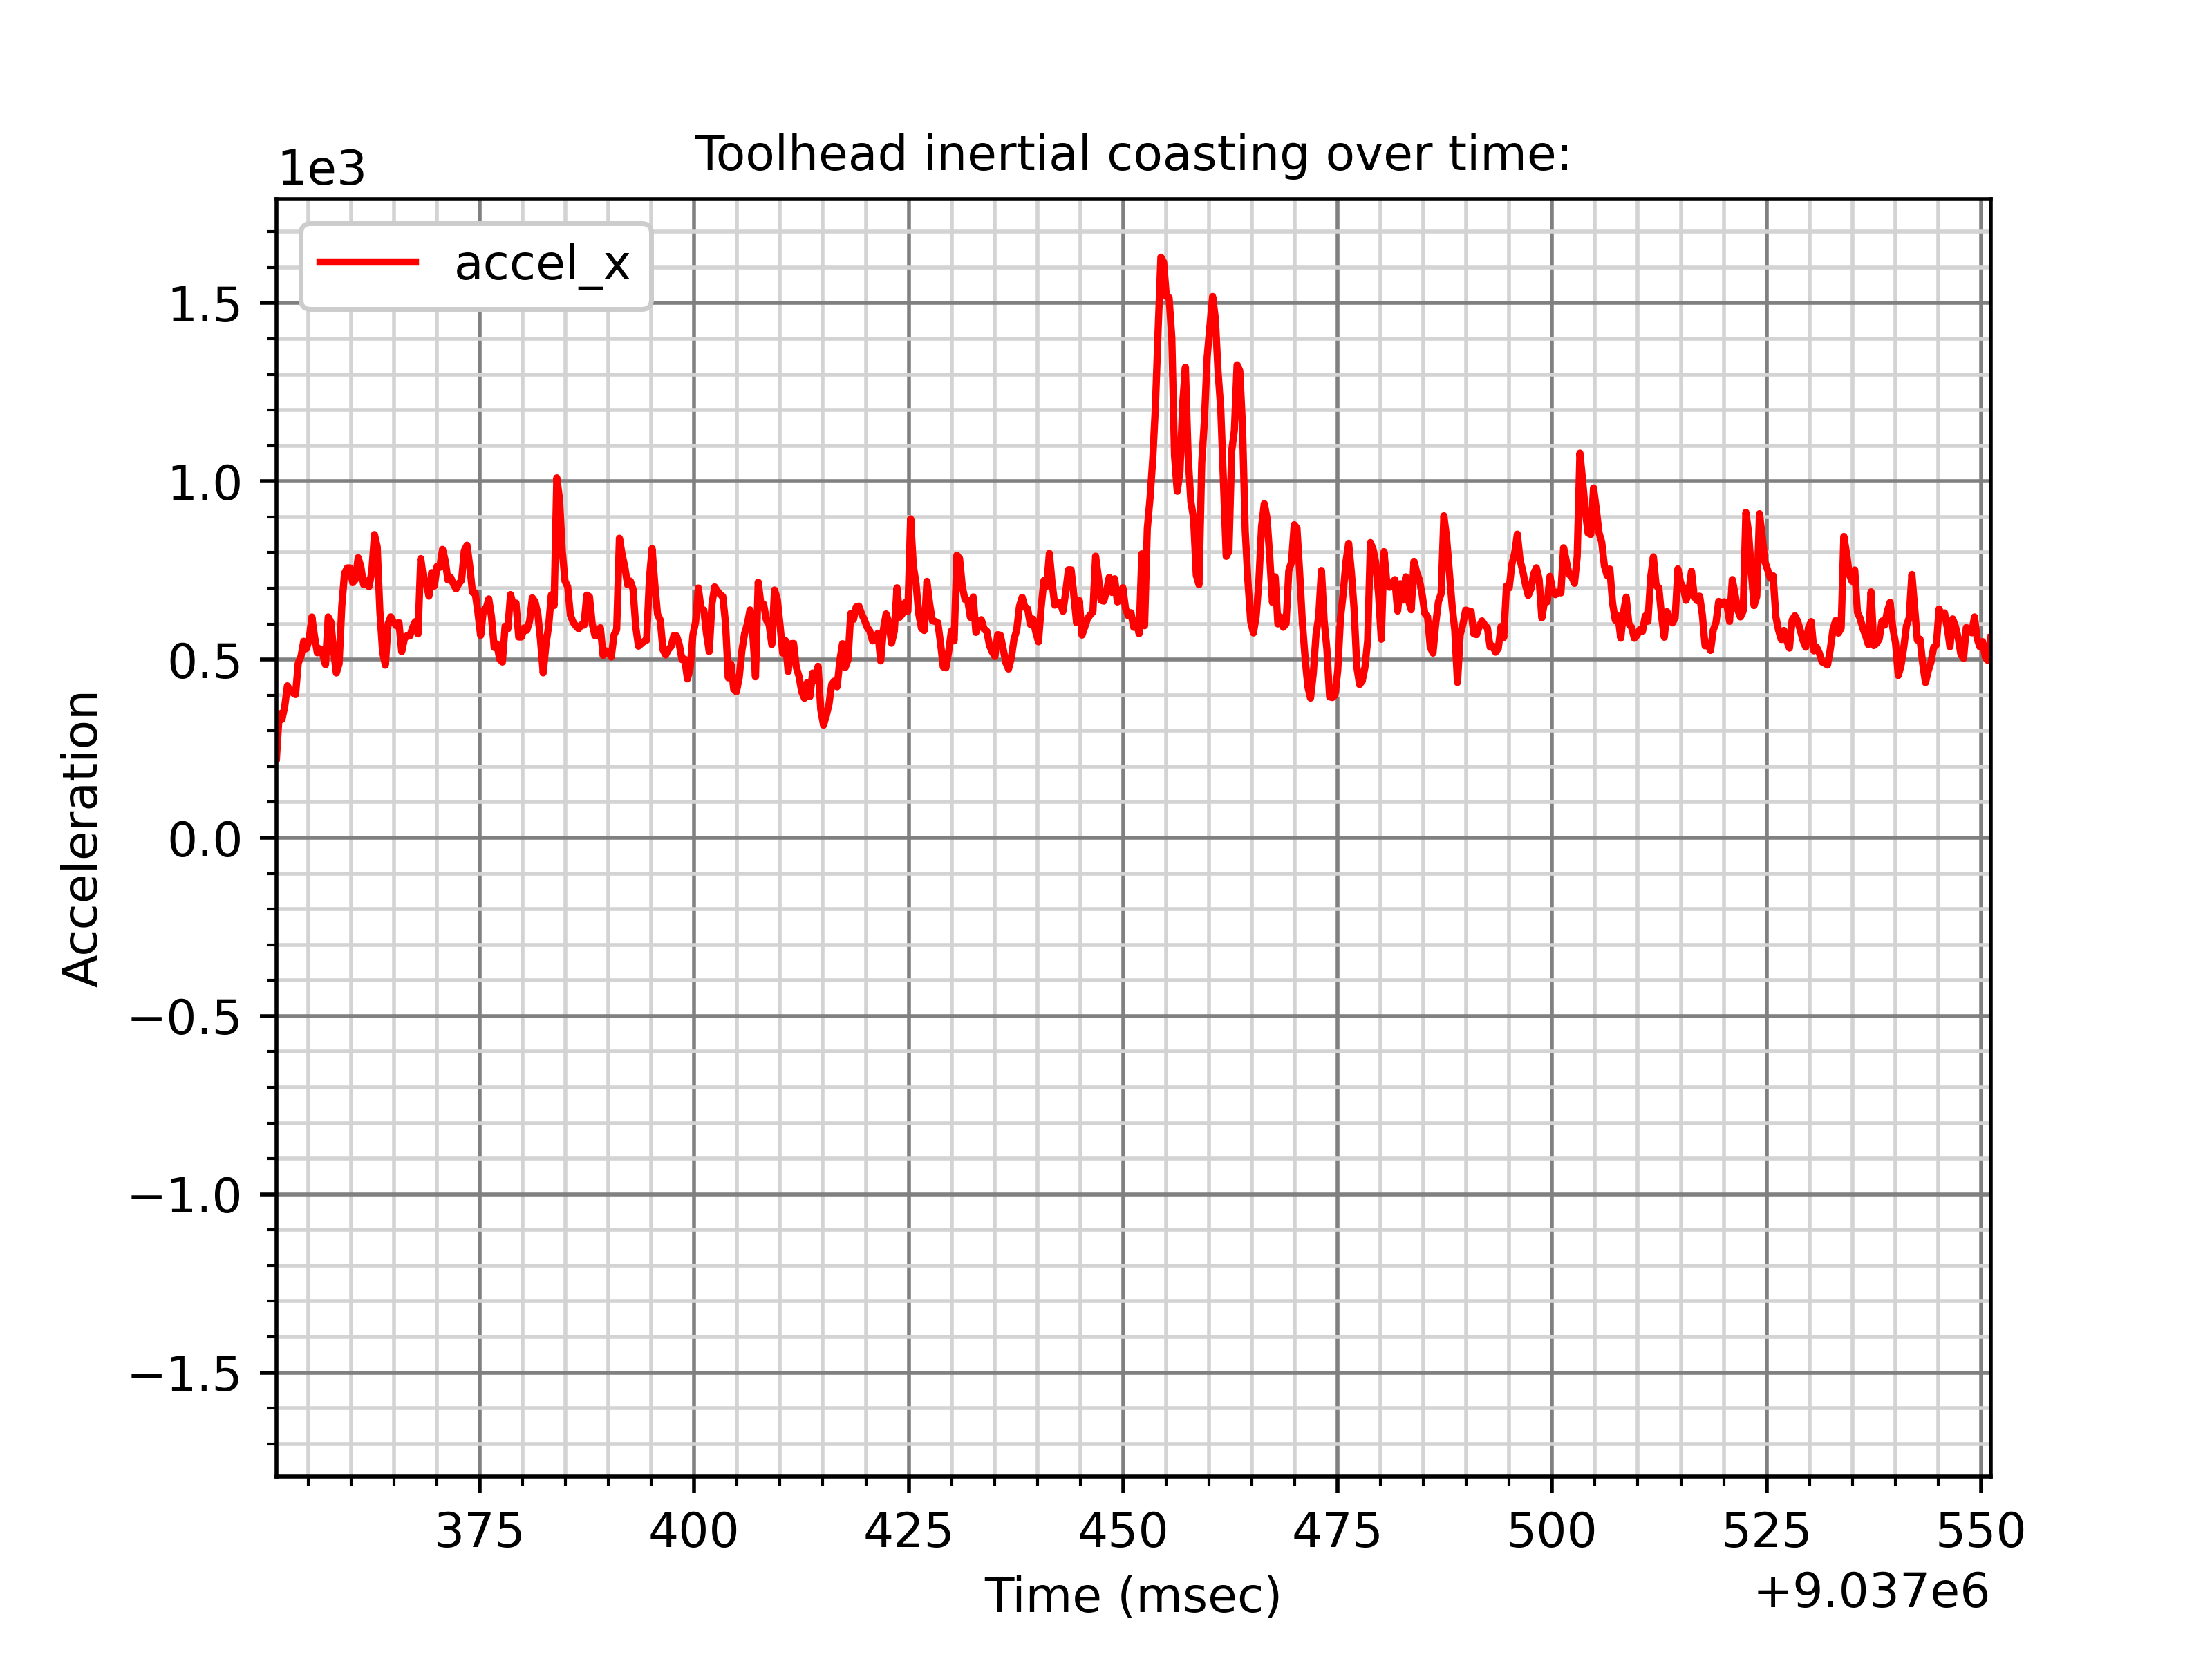 Toolhead inertial coasting over time:
1e3
accel_x
1.5
1.0
0.5
0.0
−0.5
−1.0
−1.5
Acceleration
375 400 425 450 475 500 525 550
Time (msec)
+9.037e6